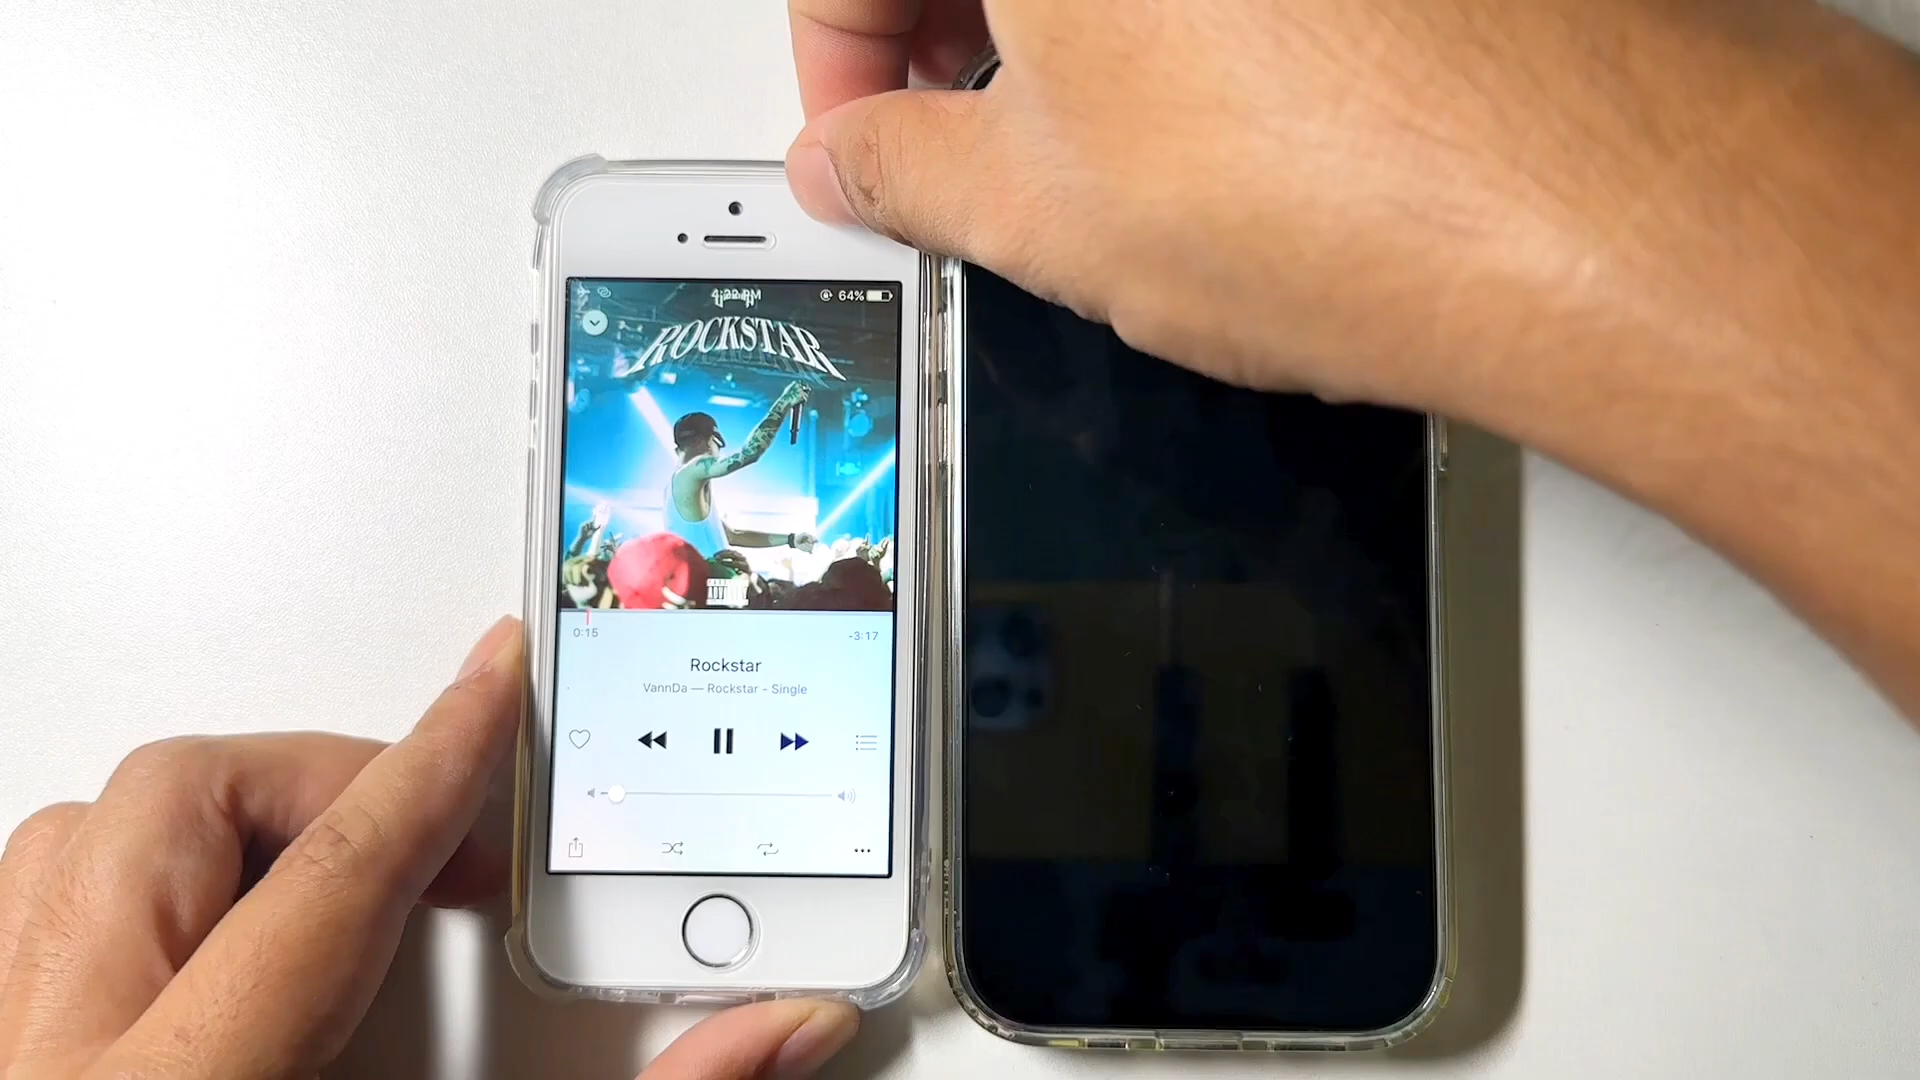 64%
ROCKSTAR
0:15 -3:17
Rockstar
VannDa — Rockstar - Single